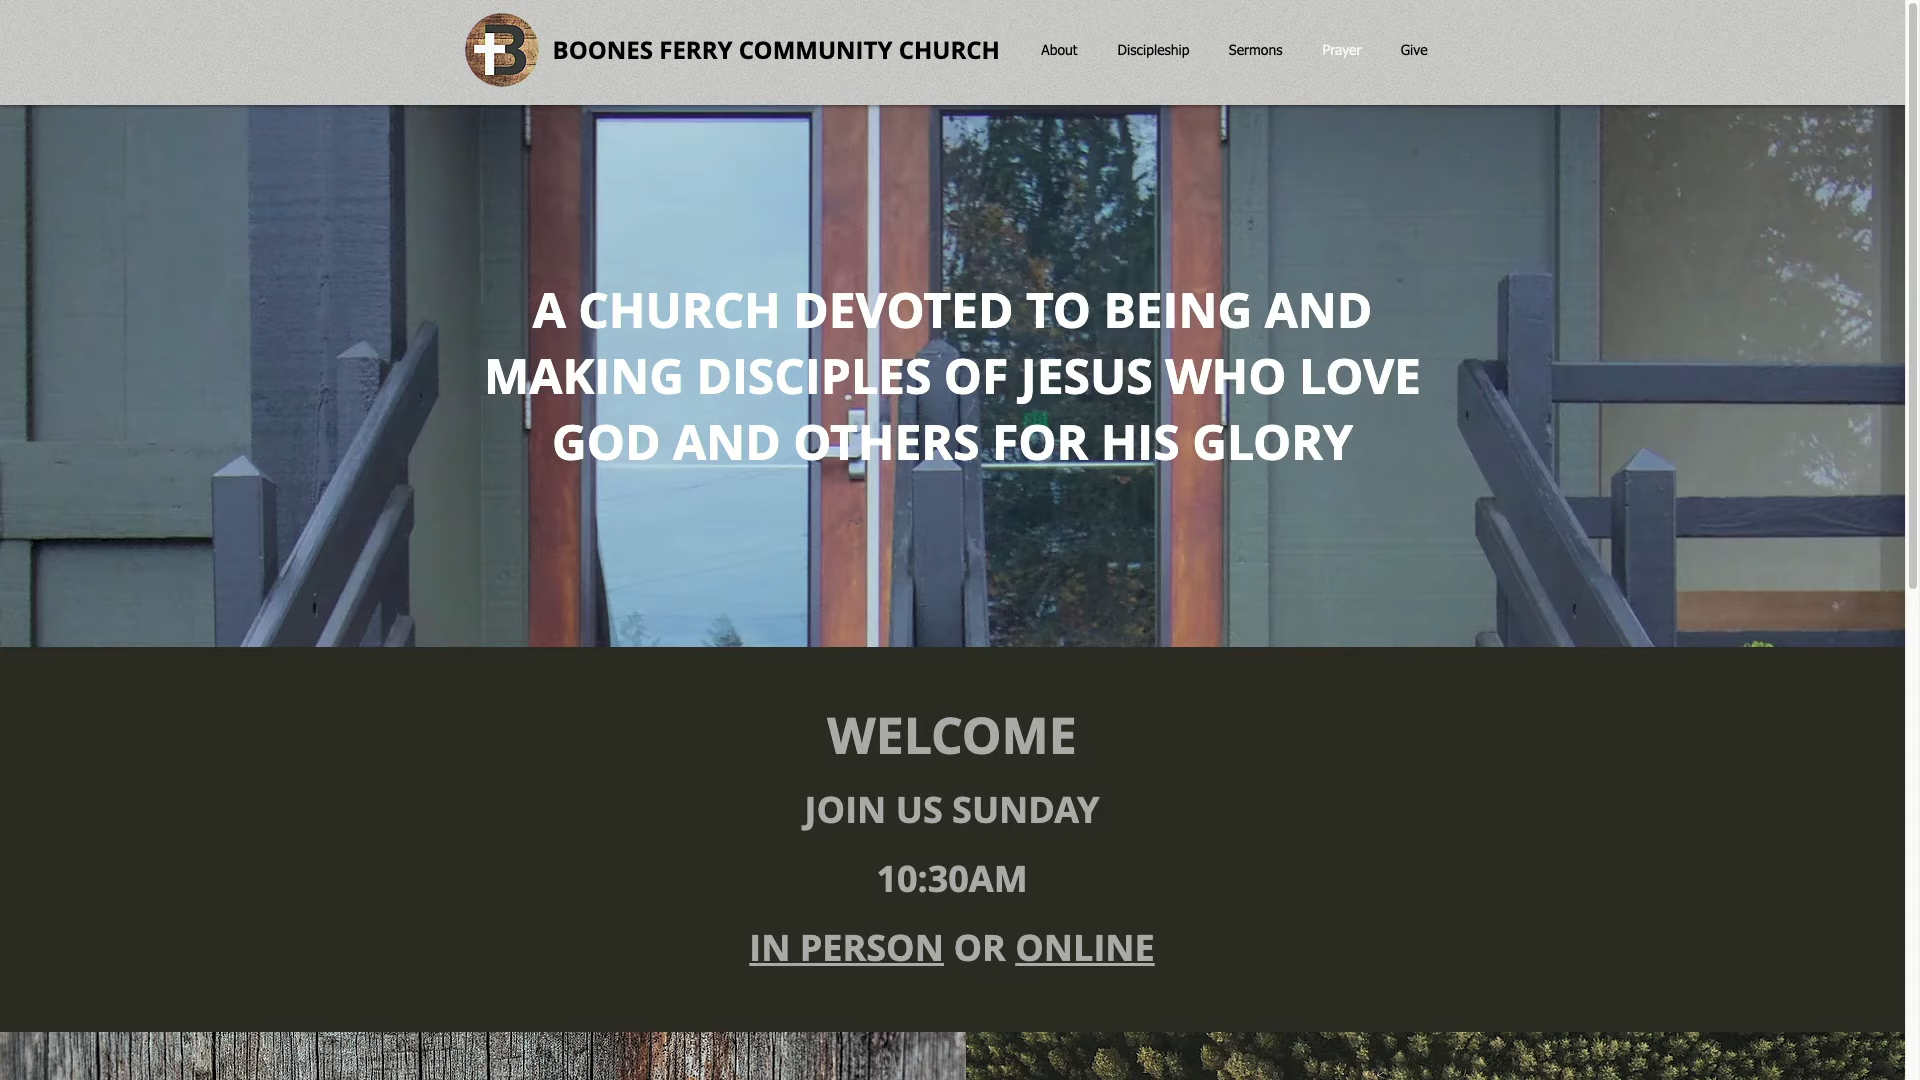 BOONES FERRY COMMUNITY CHURCH
About Discipleship Sermons Prayer Give
A CHURCH DEVOTED TO BEING AND
MAKING DISCIPLES OF JESUS WHO LOVE
GOD AND OTHERS FOR HIS GLORY
WELCOME
JOIN US SUNDAY
10:30AM
IN PERSON OR ONLINE